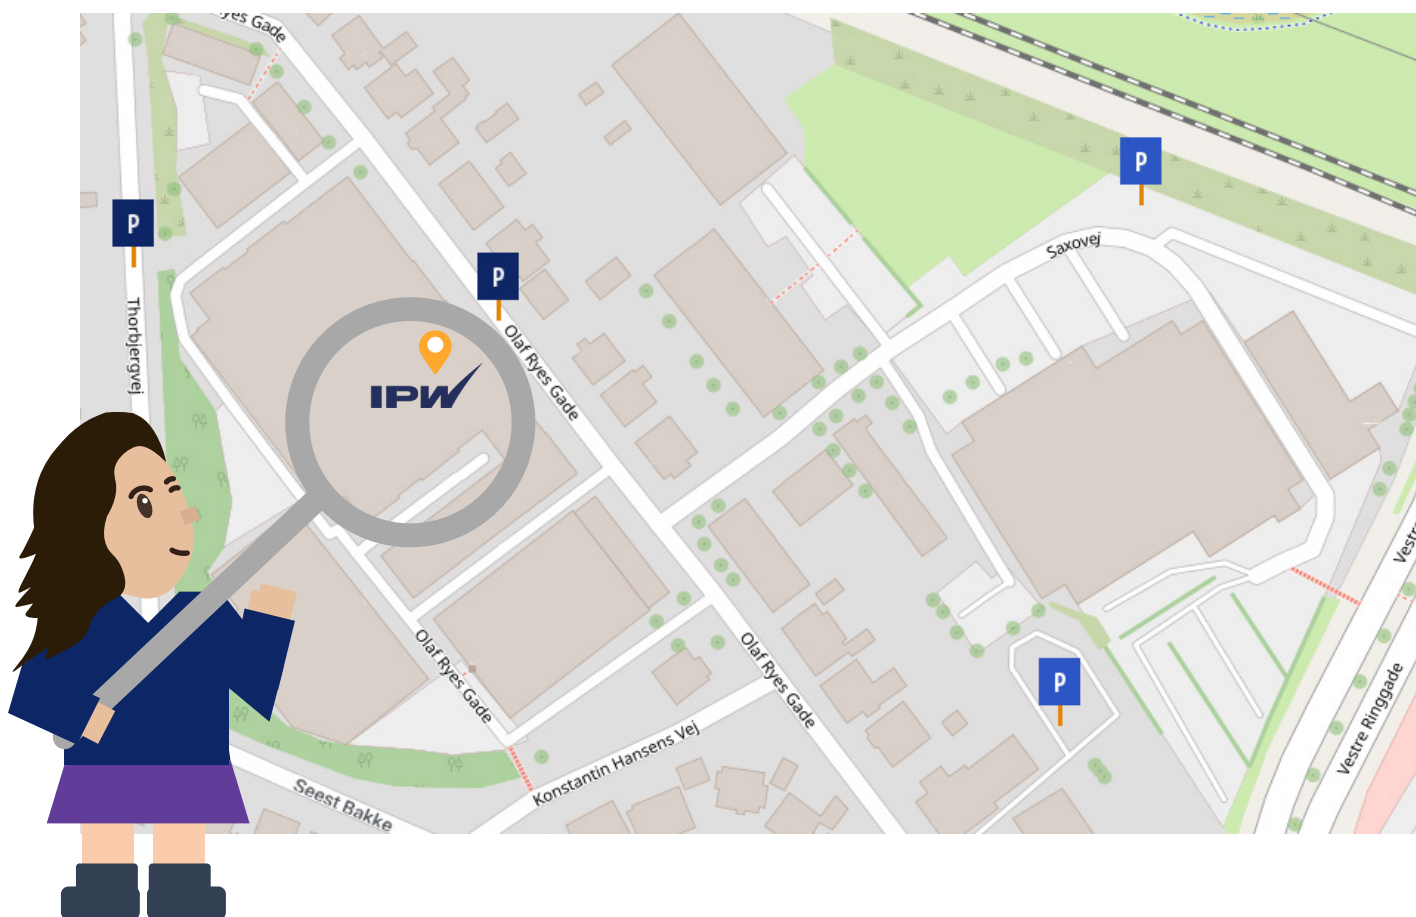 yes Gade
P
Saxovej
P
P
Thorbjergvej
Olaf Ryes Gade
IPW
Olaf Ryes Gade
Olaf Ryes Gade
P
Konstantin Hansens Vej
Vestre Ringgade
Vestre
Seest Bakke